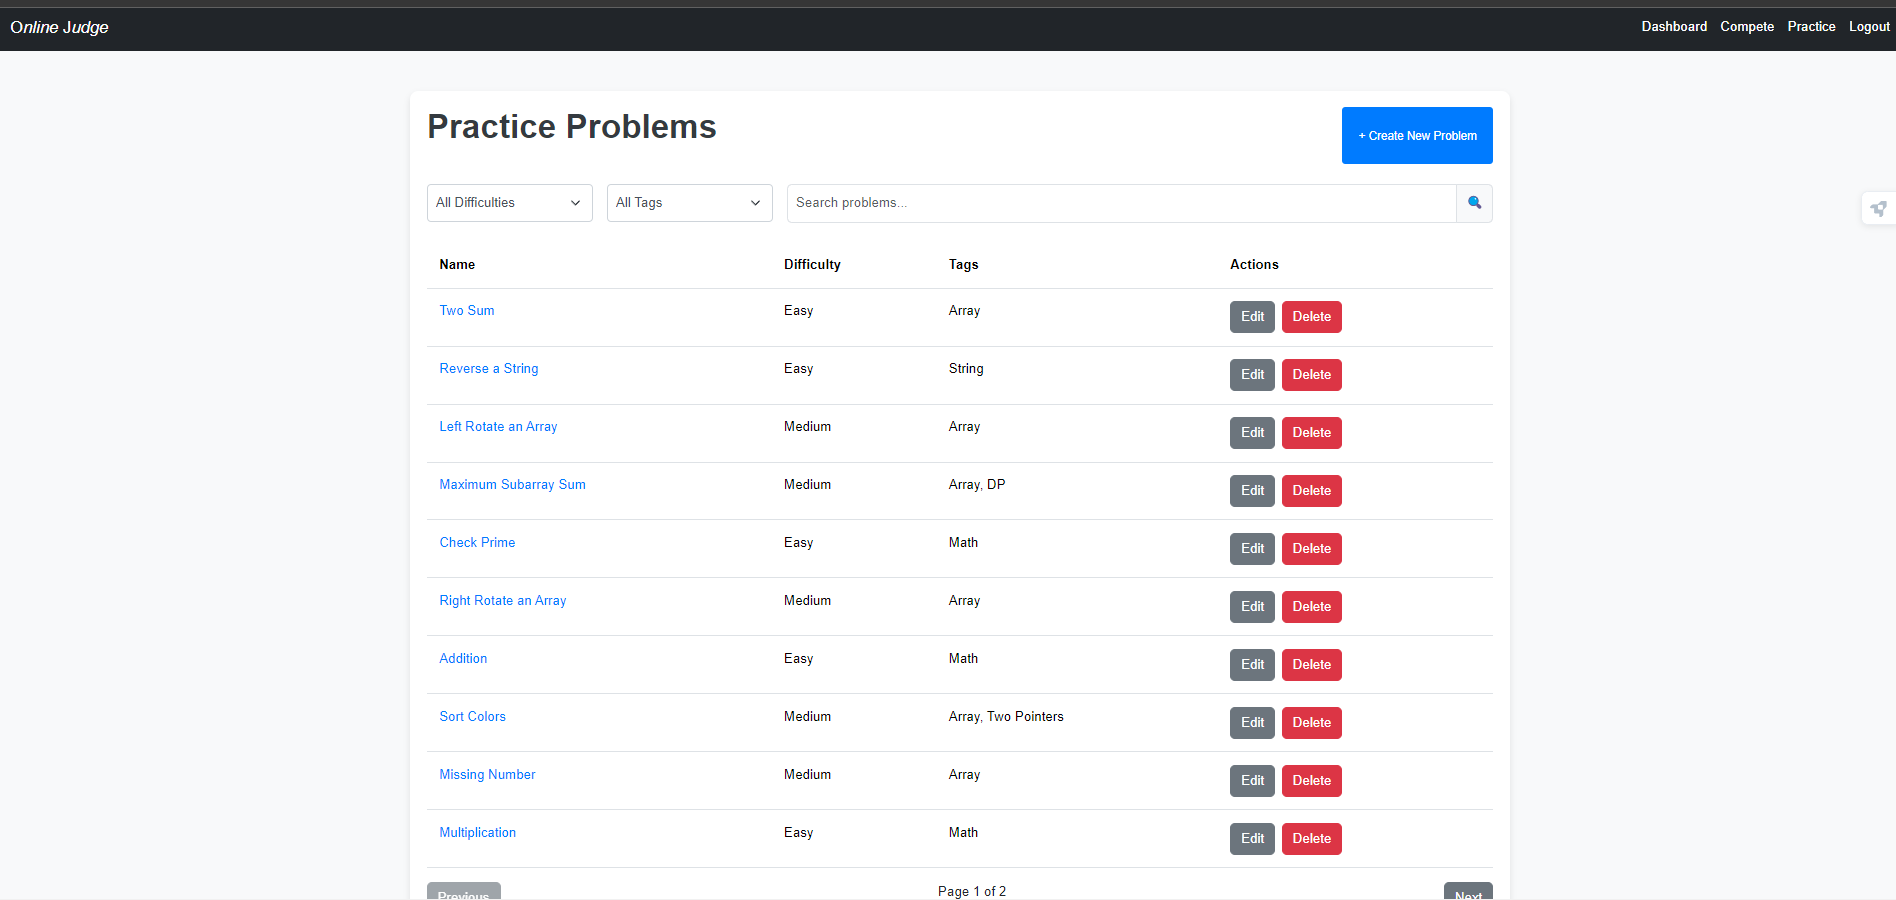 Online Judge
Dashboard Compete Practice Logout
Practice Problems
+ Create New Problem
All Difficulties All Tags Search problems...
Name Difficulty Tags Actions
Two Sum Easy Array Edit Delete
Reverse a String Easy String Edit Delete
Left Rotate an Array Medium Array Edit Delete
Maximum Subarray Sum Medium Array, DP Edit Delete
Check Prime Easy Math Edit Delete
Right Rotate an Array Medium Array Edit Delete
Addition Easy Math Edit Delete
Sort Colors Medium Array, Two Pointers Edit Delete
Missing Number Medium Array Edit Delete
Multiplication Easy Math Edit Delete
Previous Page 1 of 2 Next